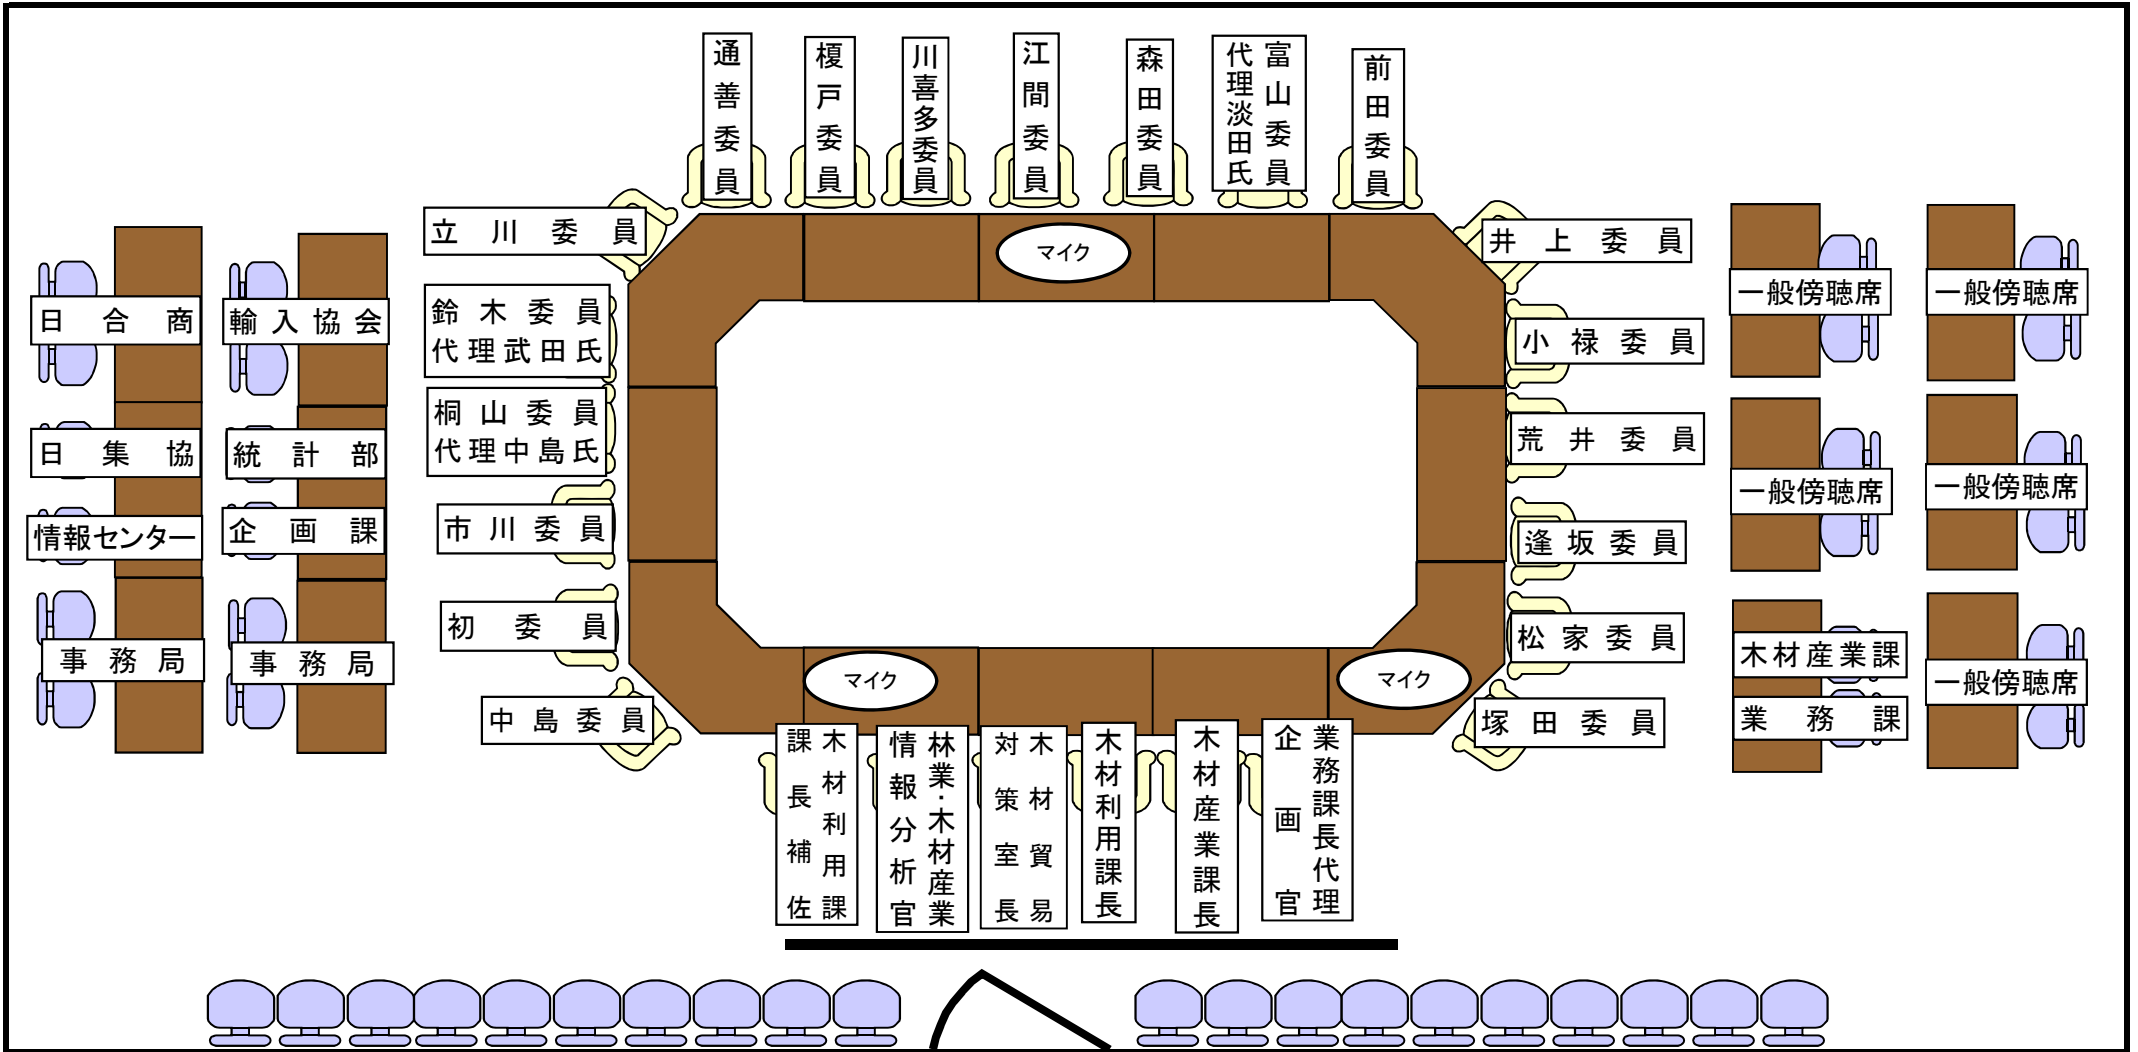 通善委員
榎戸委員
川喜多委員
江間委員
森田委員
富山委員
代理淡田氏
前田委員
立川委員
井上委員
マイク
鈴木委員
代理武田氏
小禄委員
桐山委員
代理中島氏
荒井委員
市川委員
逢坂委員
初委員
松家委員
中島委員
塚田委員
マイク
マイク
木材利用課
課長補佐
林業・木材産業
情報分析官
木材貿易
対策室長
木材利用課長
木材産業課長
業務課長代理
企画官
日合商
輸入協会
日集協
統計部
情報センター
企画課
事務局
事務局
一般傍聴席
一般傍聴席
一般傍聴席
一般傍聴席
木材産業課
業務課
一般傍聴席